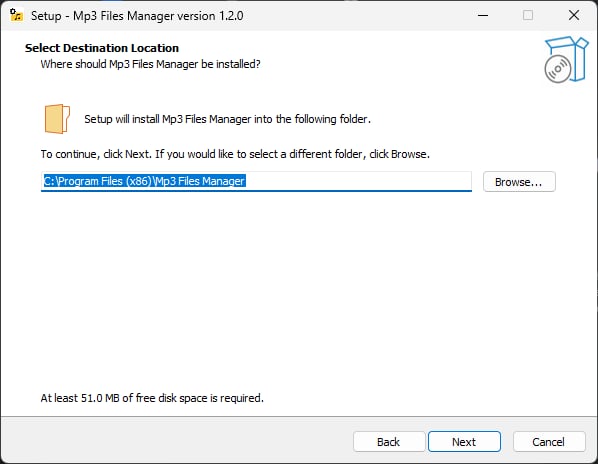 Setup - Mp3 Files Manager version 1.2.0
Select Destination Location
Where should Mp3 Files Manager be installed?
Setup will install Mp3 Files Manager into the following folder.
To continue, click Next. If you would like to select a different folder, click Browse.
C:\Program Files (x86)\Mp3 Files Manager
Browse...
At least 51.0 MB of free disk space is required.
Back
Next
Cancel